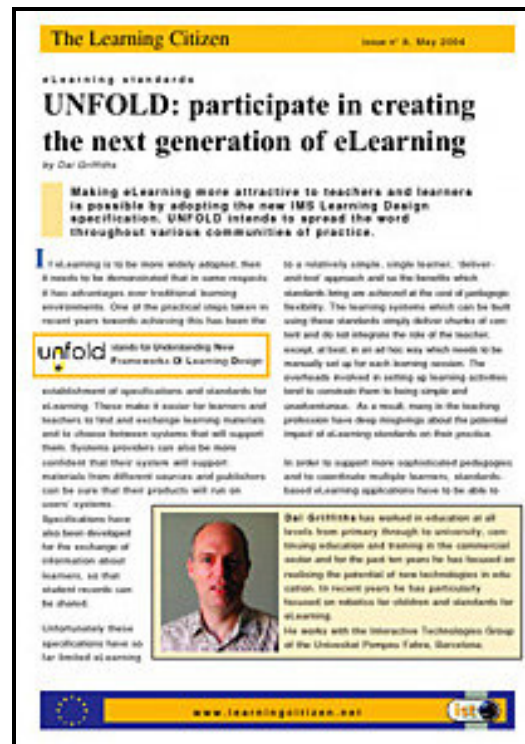 The Learning Citizen
Issue n° 8, May 2004
eLearning standards
UNFOLD: participate in creating
the next generation of eLearning
by Dai Griffiths
Making eLearning more attractive to teachers and learners
is possible by adopting the new IMS Learning Design
specification. UNFOLD intends to spread the word
throughout various communities of practice.
If eLearning is to be more widely adopted, then
it needs to be demonstrated that in some respects
it has advantages over traditional learning
environments. One of the practical steps taken in
recent years towards achieving this has been the
unfold
stands for Understanding New
Frameworks Of Learning Design
establishment of specifications and standards for
eLearning. These make it easier for learners and
teachers to find and exchange learning materials
and to choose between systems that will support
them. Systems providers can also be more
confident that their system will support
materials from different sources and publishers
can be sure that their products will run on
users' systems.
Specifications have
also been developed
for the exchange of
information about
learners, so that
student records can
be shared.
Unfortunately these
specifications have so
far limited eLearning
to a relatively simple, single learner, 'deliver-
and-test' approach and so the benefits which
standards bring are achieved at the cost of pedagogic
flexibility. The learning systems which can be built
using these standards simply deliver chunks of con-
tent and do not integrate the role of the teacher,
except, at best, in an ad hoc way which needs to be
manually set up for each learning session. The
overheads involved in setting up learning activities
tend to constrain them to being simple and
unadventurous. As a result, many in the teaching
profession have deep misgivings about the potential
impact of eLearning standards on their practice.
In order to support more sophisticated pedagogies
and to coordinate multiple learners, standards-
based eLearning applications have to be able to
Dai Griffiths has worked in education at all
levels from primary through to university, con-
tinuing education and training in the commercial
sector and for the past ten years he has focused on
realising the potential of new technologies in edu-
cation. In recent years he has particularly
focused on robotics for children and standards for
eLearning.
He works with the Interactive Technologies Group
of the Universitat Pompeu Fabra, Barcelona.
www.learningcitizen.net
ist